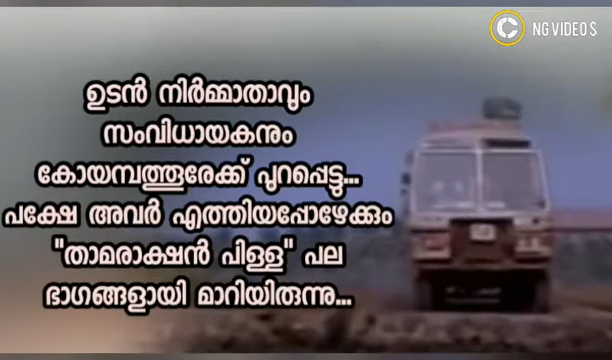 NG VIDEOS
ഉടൻ നിർമ്മാതാവും
സംവിധായകനും
കോയമ്പത്തൂരേക്ക് പുറപ്പെട്ടു...
പക്ഷേ അവർ എത്തിയപ്പോഴേക്കും
"താമരാക്ഷൻ പിള്ള" പല
ഭാഗങ്ങളായി മാറിയിരുന്നു...